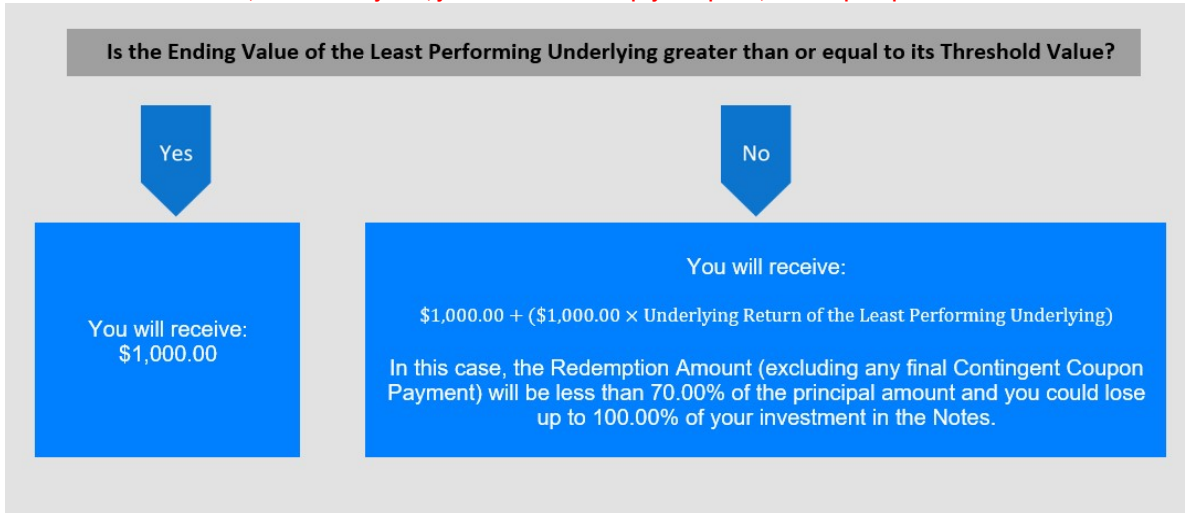 Is the Ending Value of the Least Performing Underlying greater than or equal to its Threshold Value?
Yes
No
You will receive:
$1,000.00
You will receive:
$1,000.00 + ($1,000.00 × Underlying Return of the Least Performing Underlying)
In this case, the Redemption Amount (excluding any final Contingent Coupon
Payment) will be less than 70.00% of the principal amount and you could lose
up to 100.00% of your investment in the Notes.